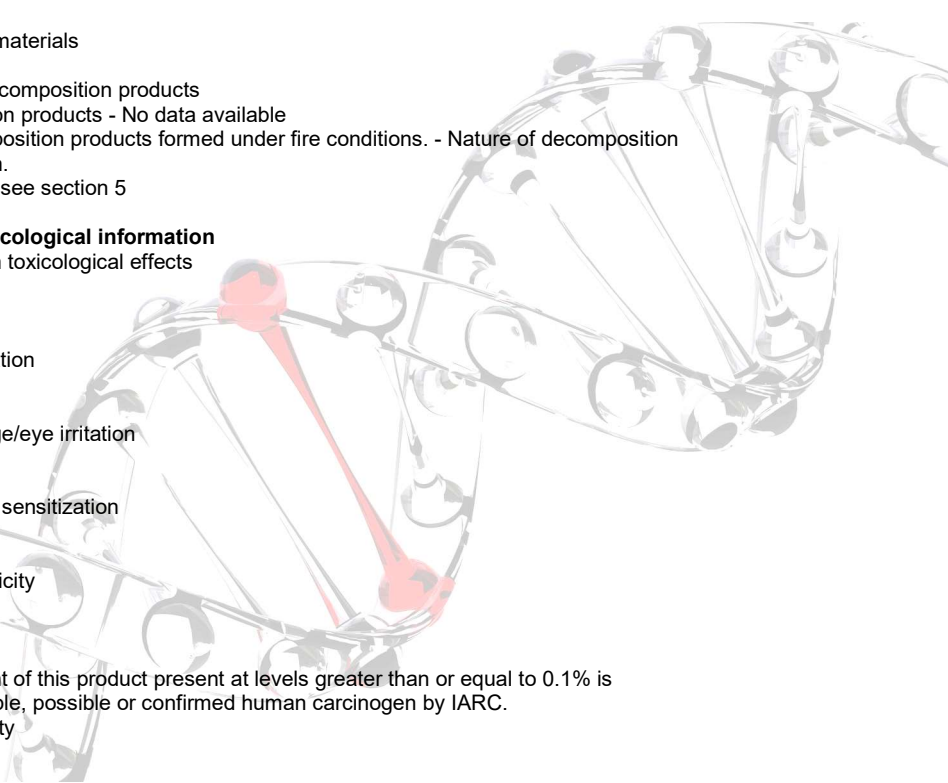 materials
composition products
on products - No data available
position products formed under fire conditions. - Nature of decomposition
n.
see section 5
cological information
n toxicological effects
tion
ge/eye irritation
sensitization
icity
t of this product present at levels greater than or equal to 0.1% is
ble, possible or confirmed human carcinogen by IARC.
ty